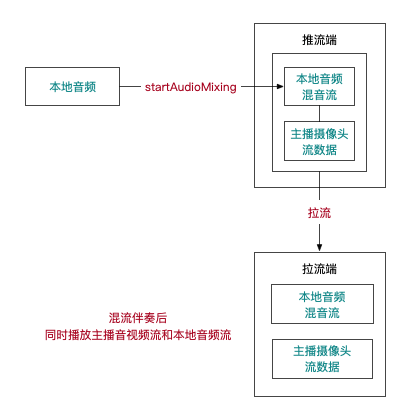 推流端
本地音频
startAudioMixing
本地音频
混音流
主播摄像头
流数据
拉流
拉流端
本地音频
混音流
主播摄像头
流数据
混流伴奏后
同时播放主播音视频流和本地音频流